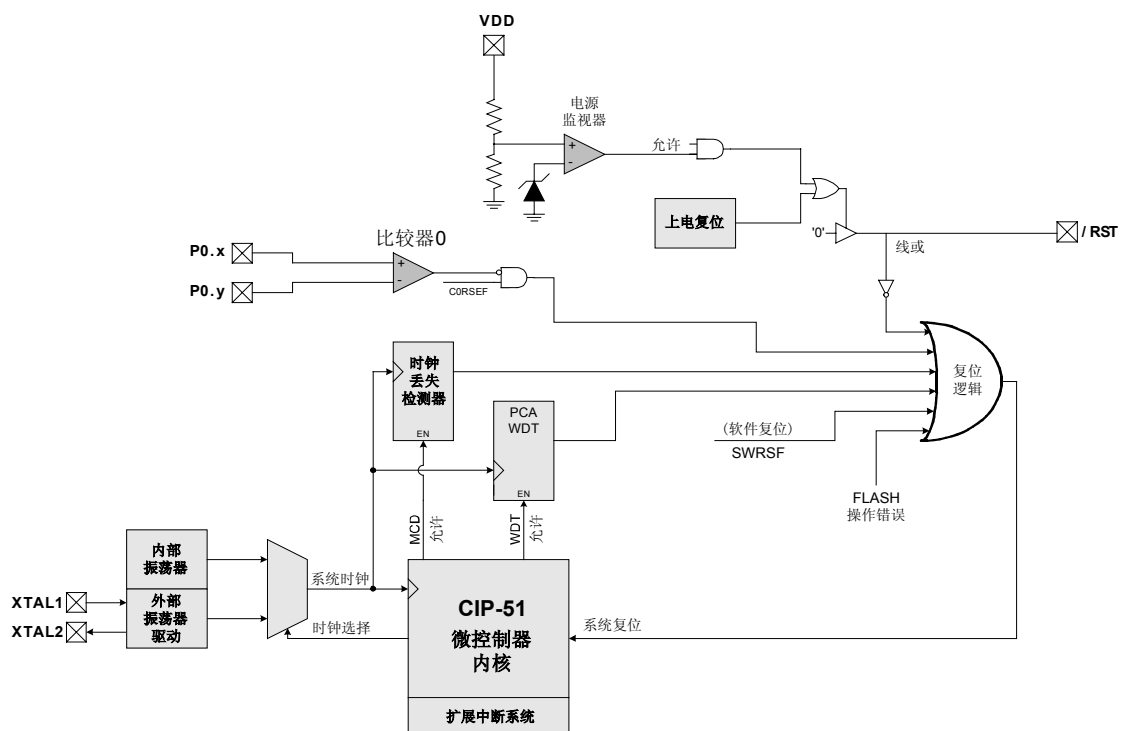 VDD
电源
监视器
+
-
允许
上电复位
'0'
线或
/ RST
比较器0
P0.x
P0.y
+
-
C0RSEF
时钟
丢失
检测器
EN
PCA
WDT
EN
复位
逻辑
(软件复位)
SWRSF
FLASH
操作错误
MCD
允许
WDT
允许
内部
振荡器
外部
振荡器
驱动
XTAL1
XTAL2
系统时钟
时钟选择
CIP-51
微控制器
内核
扩展中断系统
系统复位